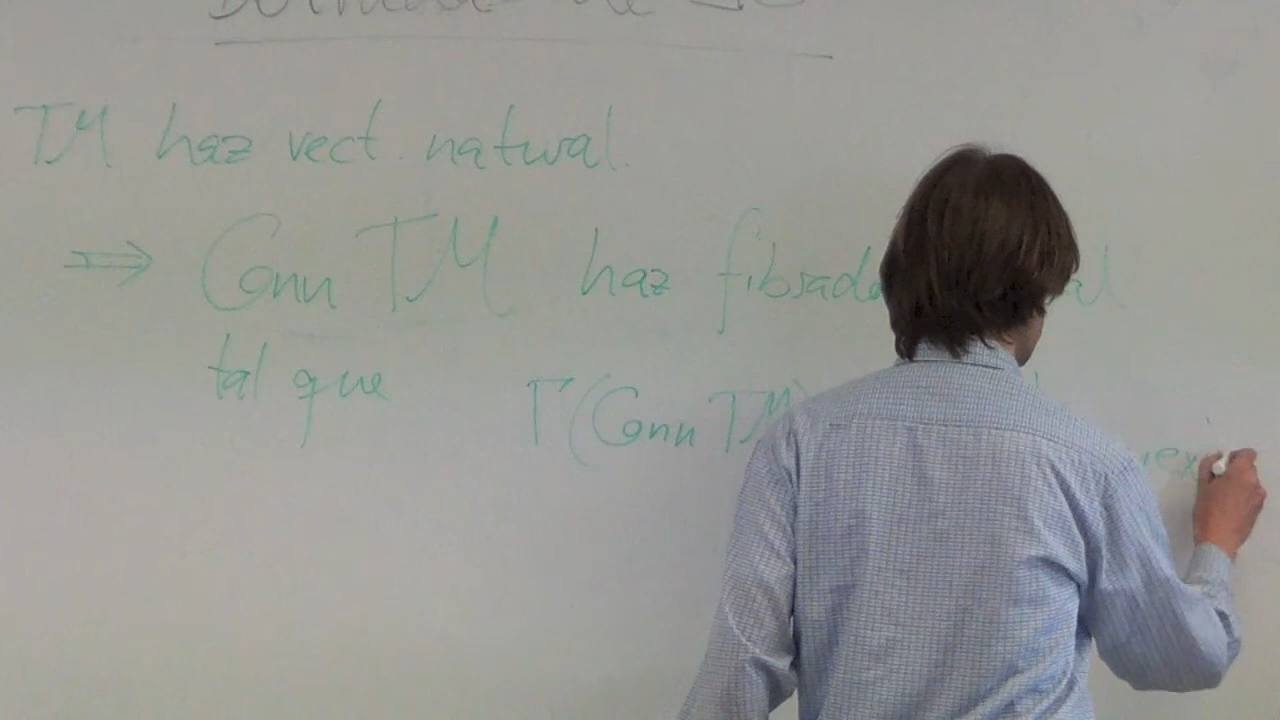 TM haz vect. natural.
⇒ Conn TM haz fibrado
tal que Γ(Conn TM)